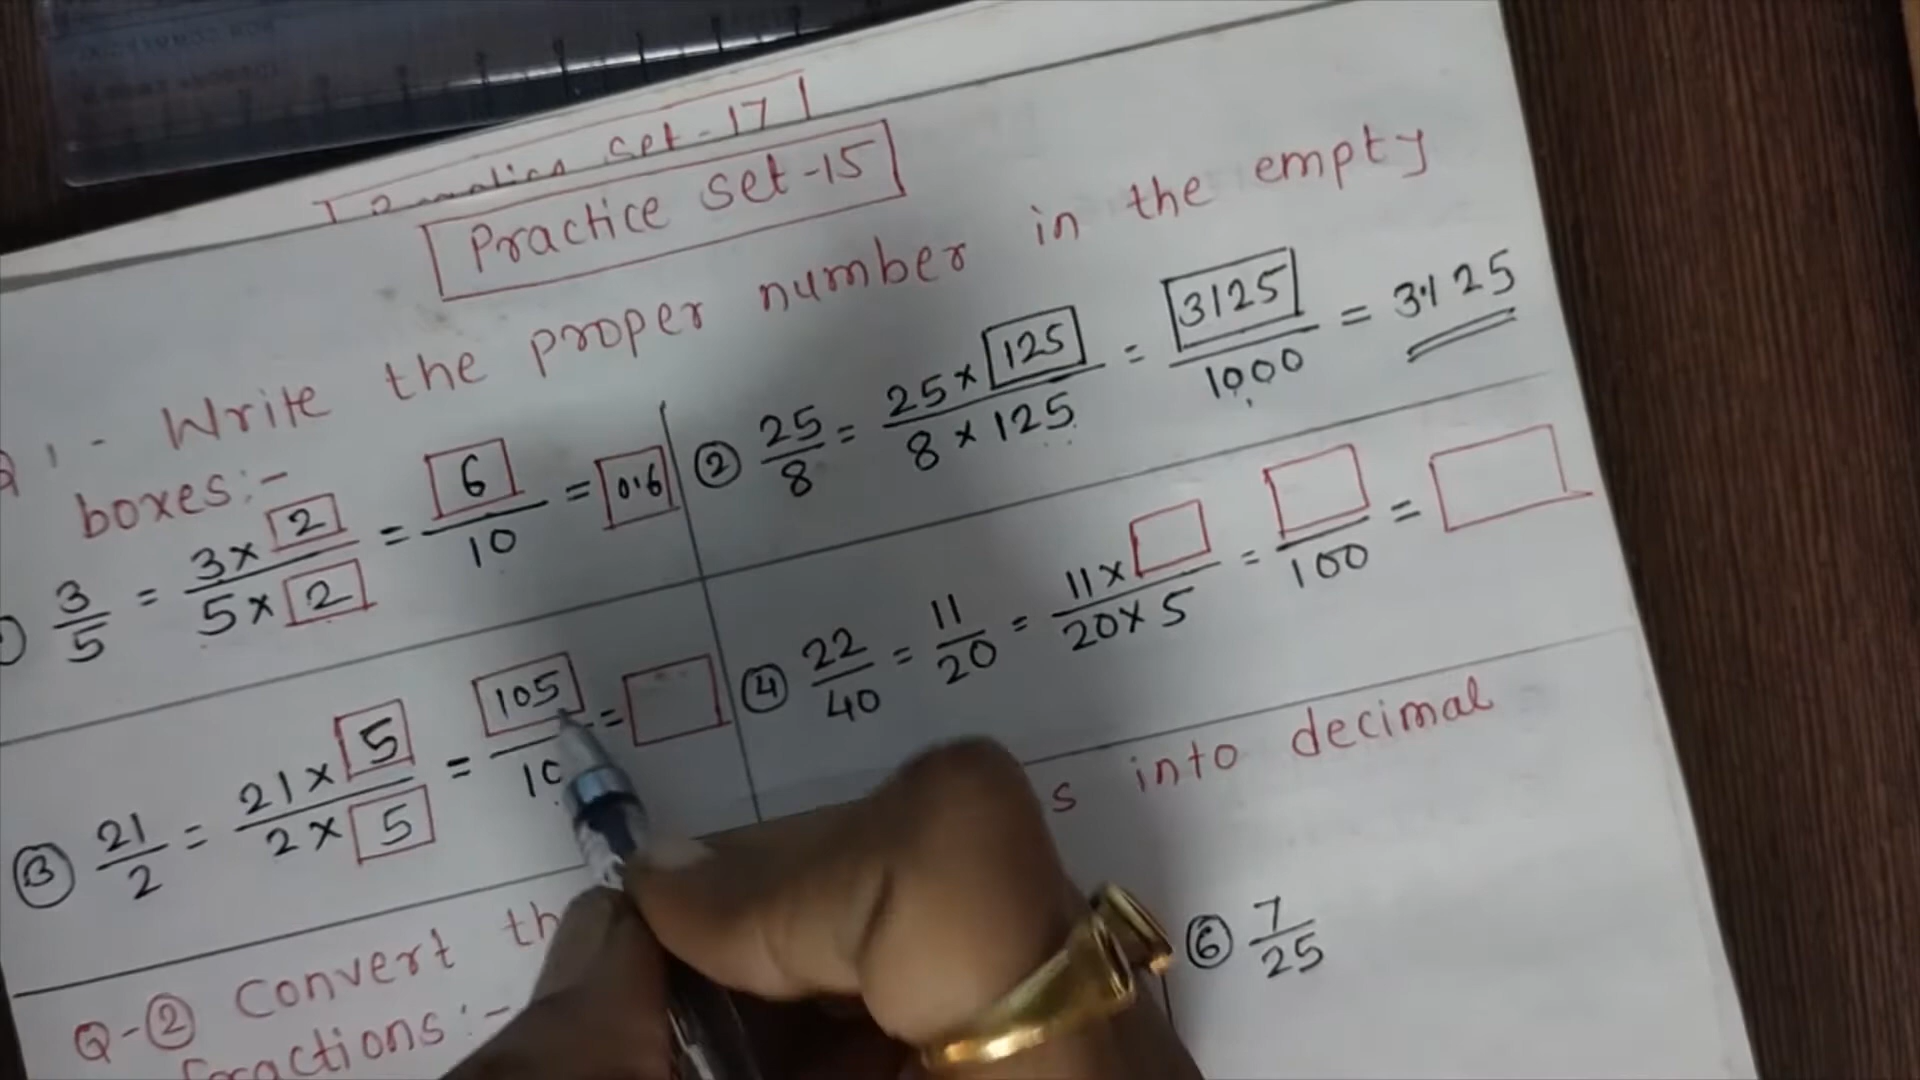 Set-17
Practice Set-15
1 - Write the proper number in the empty
boxes:-
3/5 = 3×2/5×2 = 6/10 = 0.6
② 25/8 = 25×125/8×125 = 3125/1000 = 3.125
③ 21/2 = 21×5/2×5 = 105/10 =
④ 22/40 = 11/20 = 11×/20×5 = /100 =
Q-② Convert th s into decimal
fractions:-
⑥ 7/25